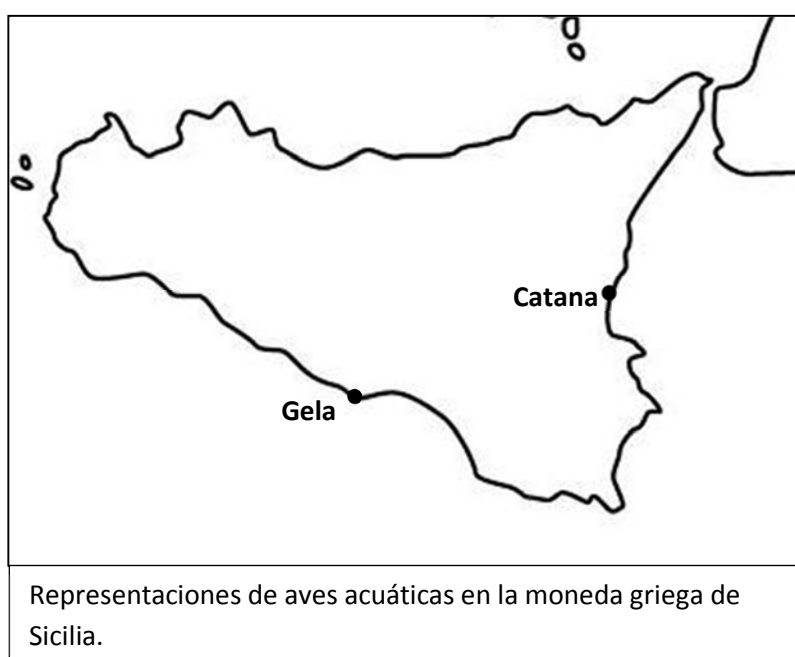 Catana
Gela
Representaciones de aves acuáticas en la moneda griega de
Sicilia.